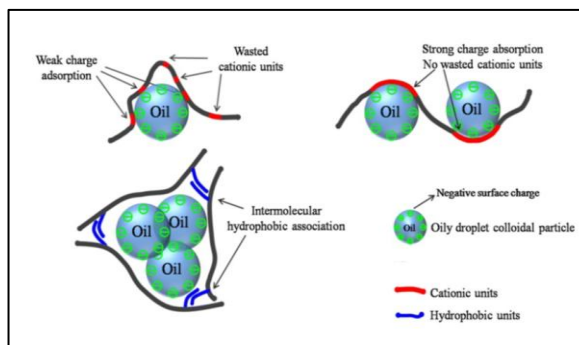 Weak charge
adsorption
Wasted
cationic units
Oil
Strong charge absorption
No wasted cationic units
Oil
Oil
Oil
Oil
Oil
Intermolecular
hydrophobic association
Negative surface charge
Oil
Oily droplet colloidal particle
Cationic units
Hydrophobic units